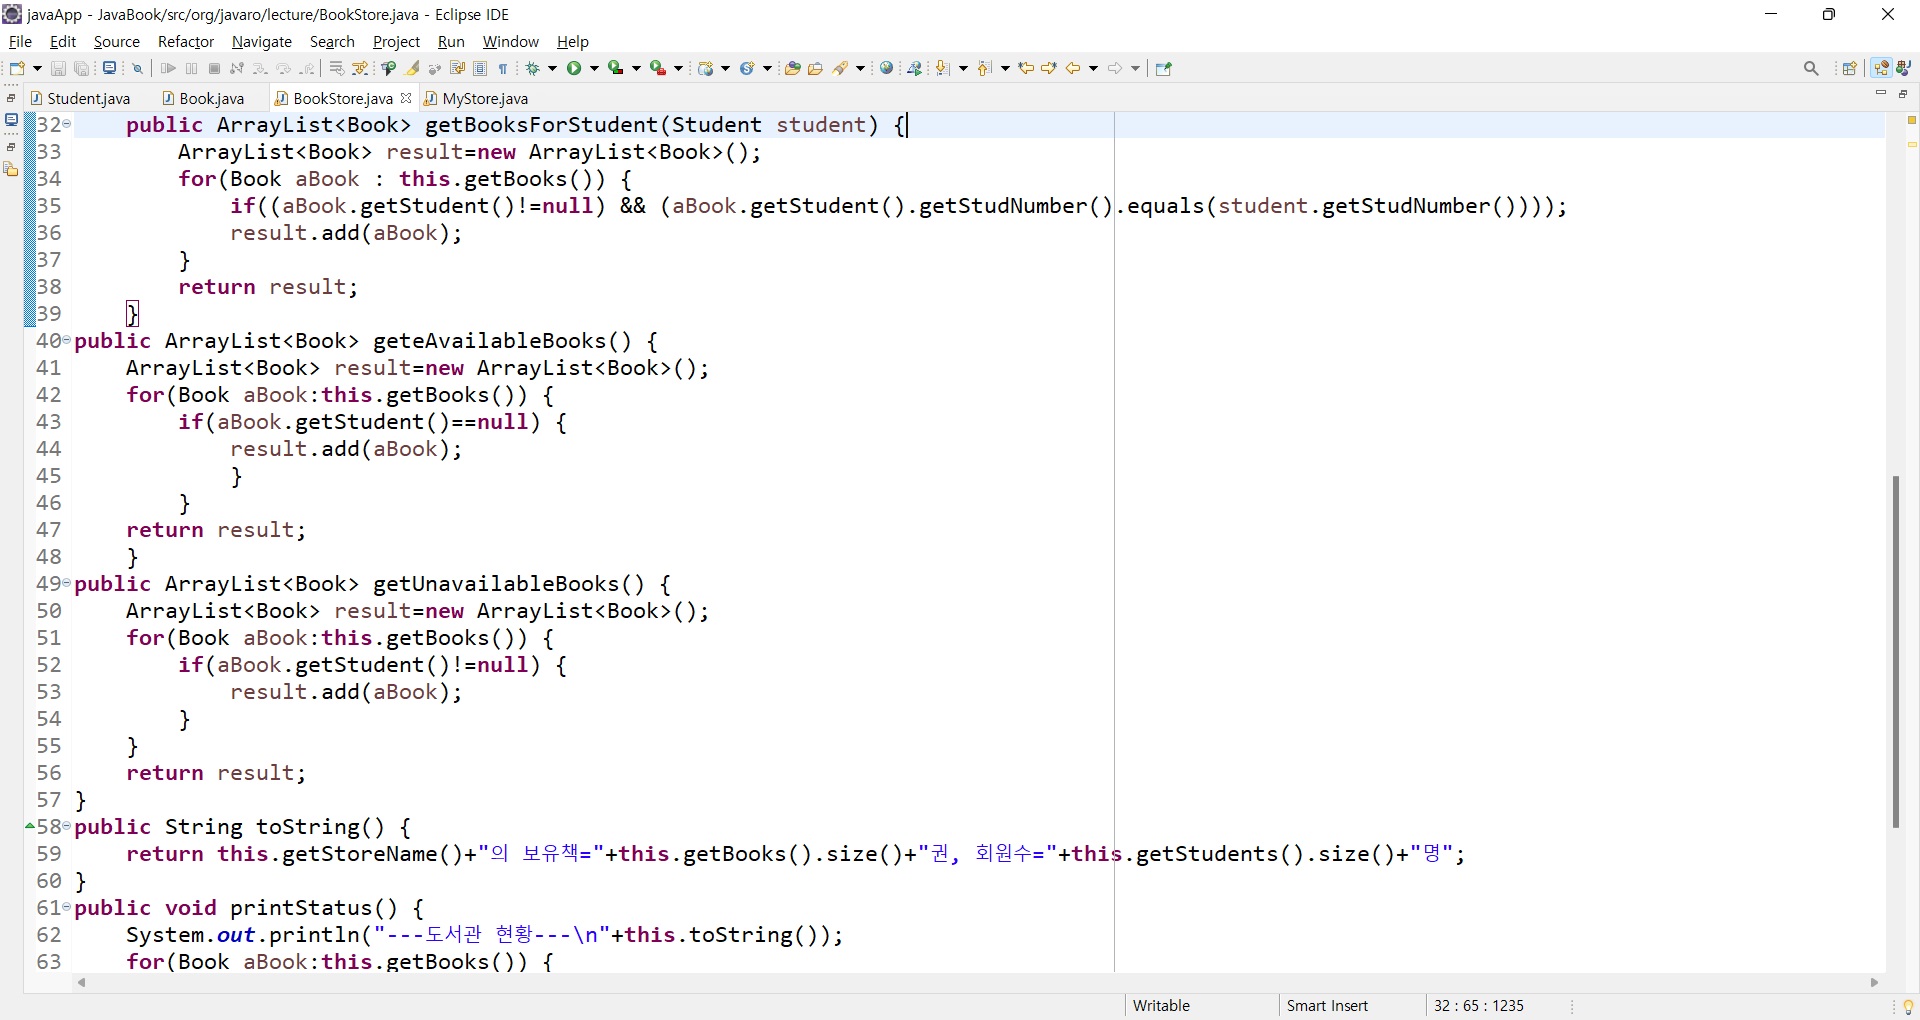 javaApp - JavaBook/src/org/javaro/lecture/BookStore.java - Eclipse IDE
File Edit Source Refactor Navigate Search Project Run Window Help
Student.java Book.java BookStore.java MyStore.java
32 public ArrayList<Book> getBooksForStudent(Student student) {
33 ArrayList<Book> result=new ArrayList<Book>();
34 for(Book aBook : this.getBooks()) {
35 if((aBook.getStudent()!=null) && (aBook.getStudent().getStudNumber().equals(student.getStudNumber())));
36 result.add(aBook);
37 }
38 return result;
39 }
40 public ArrayList<Book> geteAvailableBooks() {
41 ArrayList<Book> result=new ArrayList<Book>();
42 for(Book aBook:this.getBooks()) {
43 if(aBook.getStudent()==null) {
44 result.add(aBook);
45 }
46 }
47 return result;
48 }
49 public ArrayList<Book> getUnavailableBooks() {
50 ArrayList<Book> result=new ArrayList<Book>();
51 for(Book aBook:this.getBooks()) {
52 if(aBook.getStudent()!=null) {
53 result.add(aBook);
54 }
55 }
56 return result;
57 }
58 public String toString() {
59 return this.getStoreName()+"의 보유책="+this.getBooks().size()+"권, 회원수="+this.getStudents().size()+"명";
60 }
61 public void printStatus() {
62 System.out.println("---도서관 현황---\n"+this.toString());
63 for(Book aBook:this.getBooks()) {
Writable Smart Insert 32 : 65 : 1235